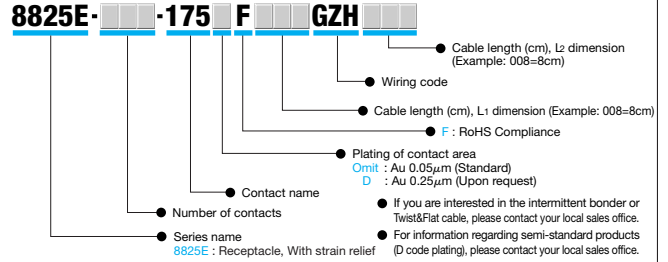 8825E-□□□-175□F□□□GZH□□□
● Cable length (cm), L2 dimension
(Example: 008=8cm)
● Wiring code
● Cable length (cm), L1 dimension (Example: 008=8cm)
● F : RoHS Compliance
● Plating of contact area
Omit : Au 0.05μm (Standard)
D : Au 0.25μm (Upon request)
● Contact name
● Number of contacts
● Series name
8825E : Receptacle, With strain relief
● If you are interested in the intermittent bonder or
Twist&Flat cable, please contact your local sales office.
● For information regarding semi-standard products
(D code plating), please contact your local sales office.